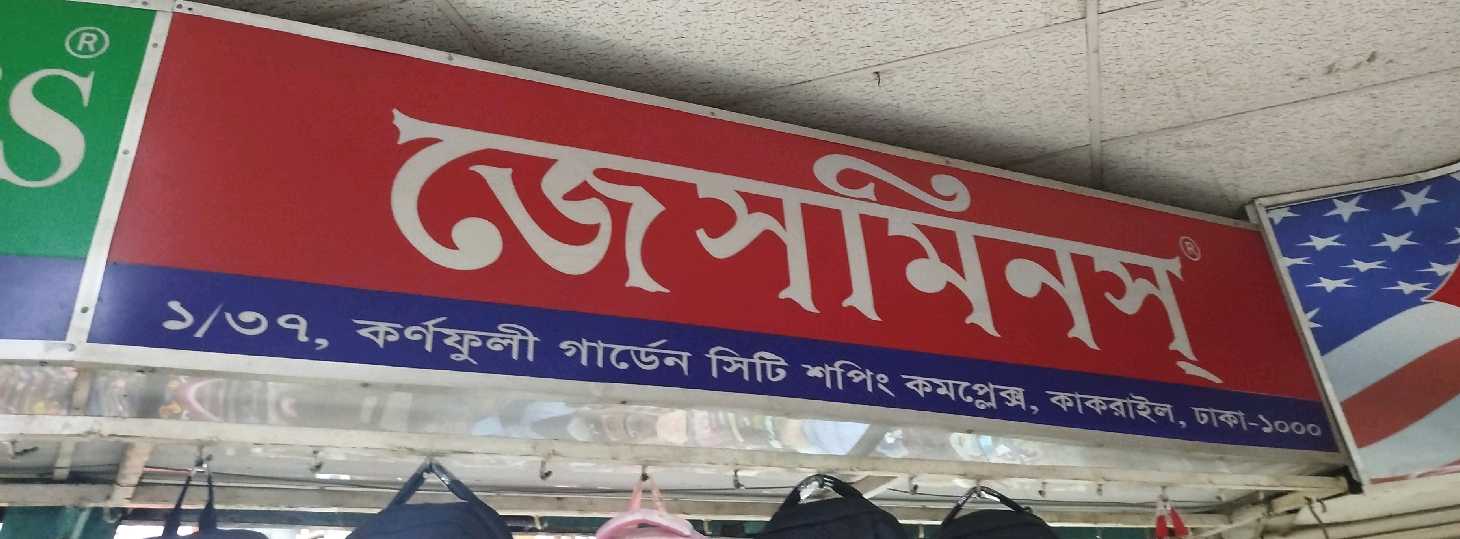 S®
জেসমিনস্®
১/৩৭, কর্ণফুলী গার্ডেন সিটি শপিং কমপ্লেক্স, কাকরাইল, ঢাকা-১০০০